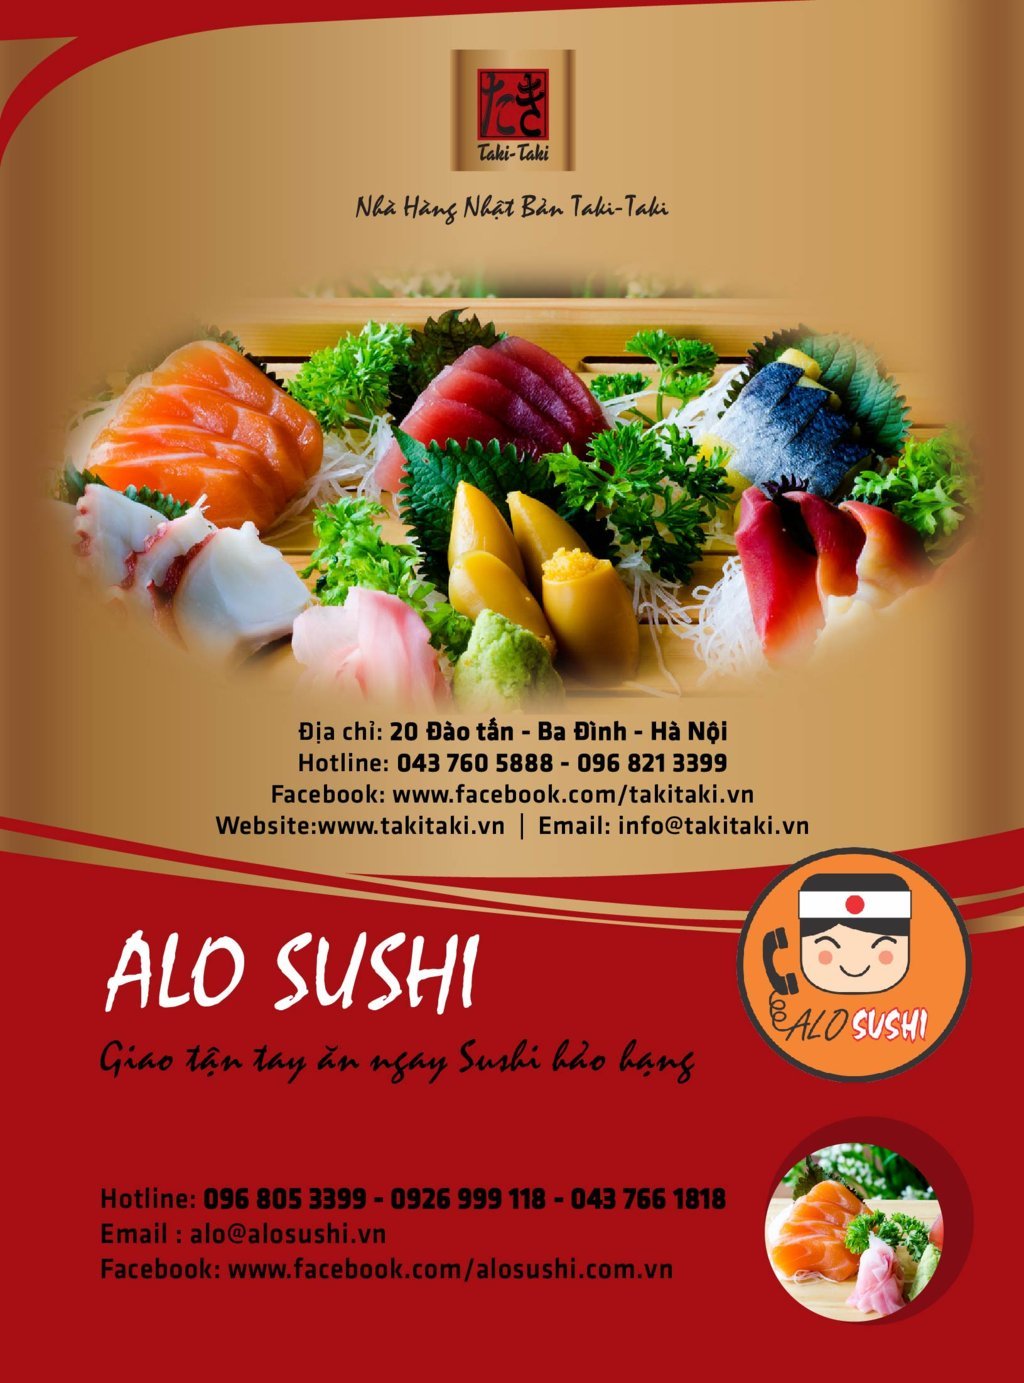 たき
Taki-Taki
Nhà Hàng Nhật Bản Taki-Taki
Địa chỉ: 20 Đào tấn - Ba Đình - Hà Nội
Hotline: 043 760 5888 - 096 821 3399
Facebook: www.facebook.com/takitaki.vn
Website:www.takitaki.vn | Email: info@takitaki.vn
ALO SUSHI
ALO SUSHI
Giao tận tay ăn ngay Sushi hảo hạng
Hotline: 096 805 3399 - 0926 999 118 - 043 766 1818
Email : alo@alosushi.vn
Facebook: www.facebook.com/alosushi.com.vn